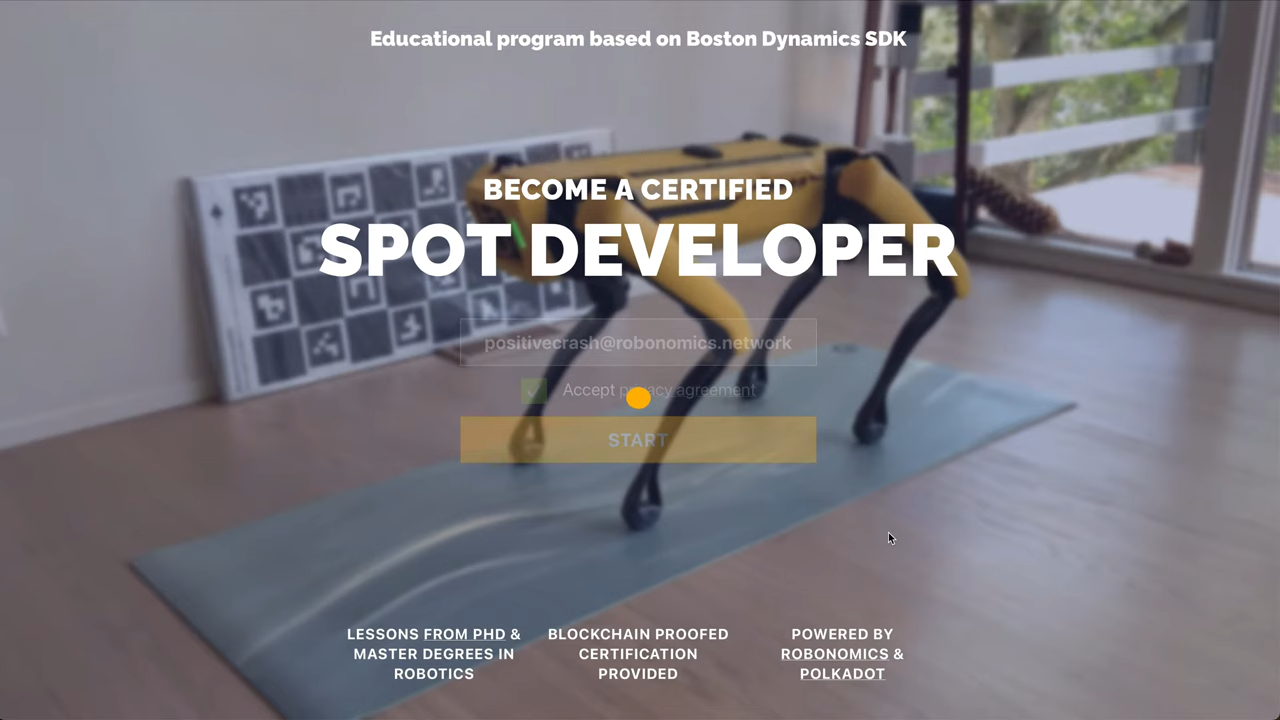 Educational program based on Boston Dynamics SDK
BECOME A CERTIFIED
SPOT DEVELOPER
positivecrash@robonomics.network
Accept privacy agreement
START
LESSONS FROM PHD &
MASTER DEGREES IN
ROBOTICS
BLOCKCHAIN PROOFED
CERTIFICATION
PROVIDED
POWERED BY
ROBONOMICS &
POLKADOT